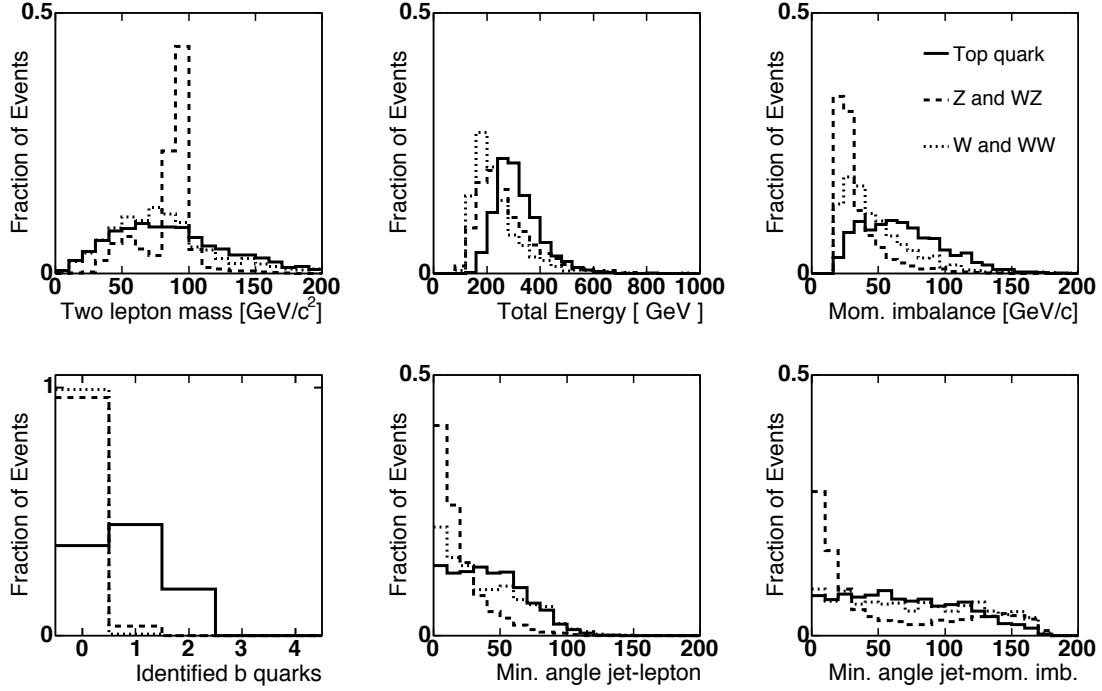 0.5
Fraction of Events
0
0 50 100 150 200
Two lepton mass [GeV/c²]
0.5
Fraction of Events
0
0 200 400 600 800 1000
Total Energy [ GeV ]
0.5
Fraction of Events
0
0 50 100 150 200
Mom. imbalance [GeV/c]
Top quark
Z and WZ
W and WW
1
Fraction of Events
0
0 1 2 3 4
Identified b quarks
0.5
Fraction of Events
0
0 50 100 150 200
Min. angle jet-lepton
0.5
Fraction of Events
0
0 50 100 150 200
Min. angle jet-mom. imb.